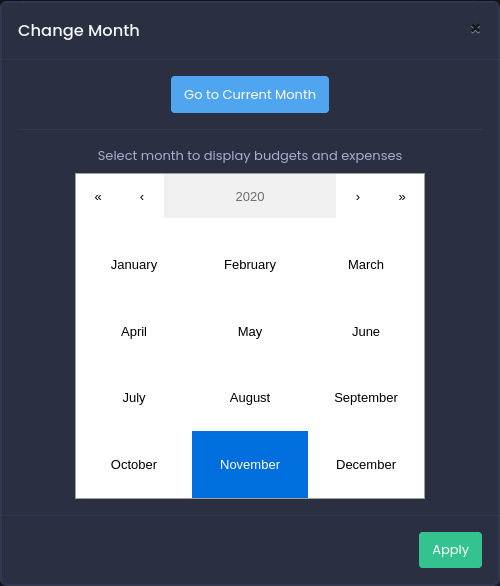 Change Month ×
Go to Current Month
Select month to display budgets and expenses
« ‹ 2020 › »
January February March
April May June
July August September
October November December
Apply